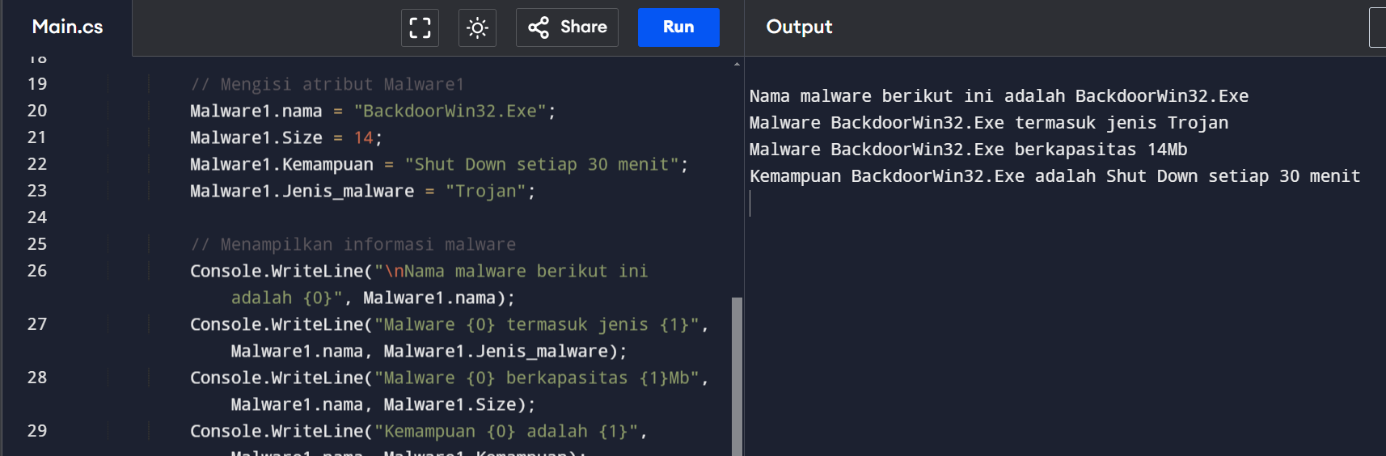 Main.cs
Share
Run
18
19 // Mengisi atribut Malware1
20 Malware1.nama = "BackdoorWin32.Exe";
21 Malware1.Size = 14;
22 Malware1.Kemampuan = "Shut Down setiap 30 menit";
23 Malware1.Jenis_malware = "Trojan";
24
25 // Menampilkan informasi malware
26 Console.WriteLine("\nNama malware berikut ini
adalah {0}", Malware1.nama);
27 Console.WriteLine("Malware {0} termasuk jenis {1}",
Malware1.nama, Malware1.Jenis_malware);
28 Console.WriteLine("Malware {0} berkapasitas {1}Mb",
Malware1.nama, Malware1.Size);
29 Console.WriteLine("Kemampuan {0} adalah {1}",
Malware1.nama, Malware1.Kemampuan);
Output
Nama malware berikut ini adalah BackdoorWin32.Exe
Malware BackdoorWin32.Exe termasuk jenis Trojan
Malware BackdoorWin32.Exe berkapasitas 14Mb
Kemampuan BackdoorWin32.Exe adalah Shut Down setiap 30 menit